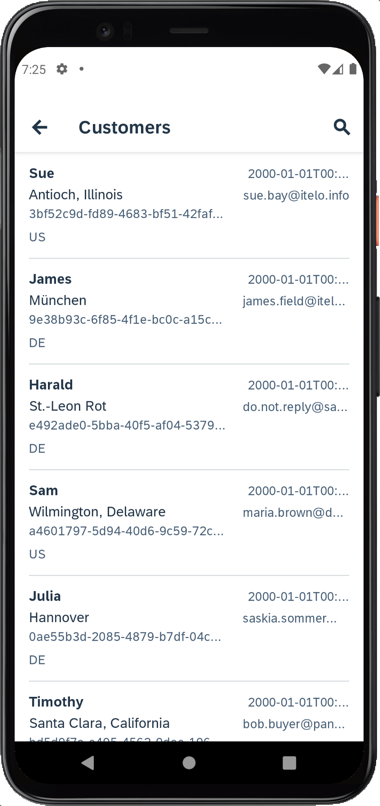 7:25
Customers
Sue 2000-01-01T00:...
Antioch, Illinois sue.bay@itelo.info
3bf52c9d-fd89-4683-bf51-42faf...
US
James 2000-01-01T00:...
München james.field@itel...
9e38b93c-6f85-4f1e-bc0c-a15c...
DE
Harald 2000-01-01T00:...
St.-Leon Rot do.not.reply@sa...
e492ade0-5bba-40f5-af04-5379...
DE
Sam 2000-01-01T00:...
Wilmington, Delaware maria.brown@d...
a4601797-5d94-40d6-9c59-72c...
US
Julia 2000-01-01T00:...
Hannover saskia.sommer...
0ae55b3d-2085-4879-b7df-04c...
DE
Timothy 2000-01-01T00:...
Santa Clara, California bob.buyer@pan...